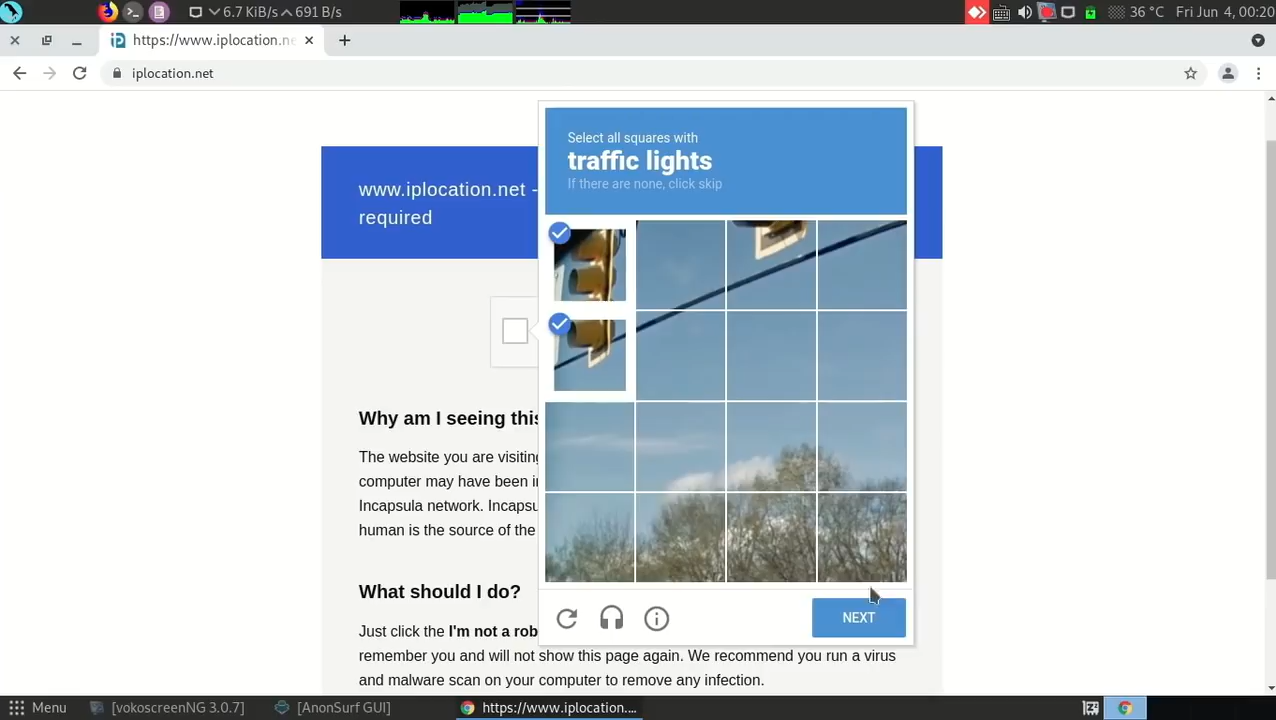 6.7 KiB/s 691 B/s
36 °C Fri Jun 4, 00:20
https://www.iplocation.ne
iplocation.net
www.iplocation.net -
required
Select all squares with
traffic lights
If there are none, click skip
Why am I seeing this
The website you are visiting
computer may have been in
Incapsula network. Incapsu
human is the source of the
What should I do?
Just click the I'm not a rob
remember you and will not show this page again. We recommend you run a virus
and malware scan on your computer to remove any infection.
NEXT
Menu [vokoscreenNG 3.0.7] [AnonSurf GUI] https://www.iplocation....